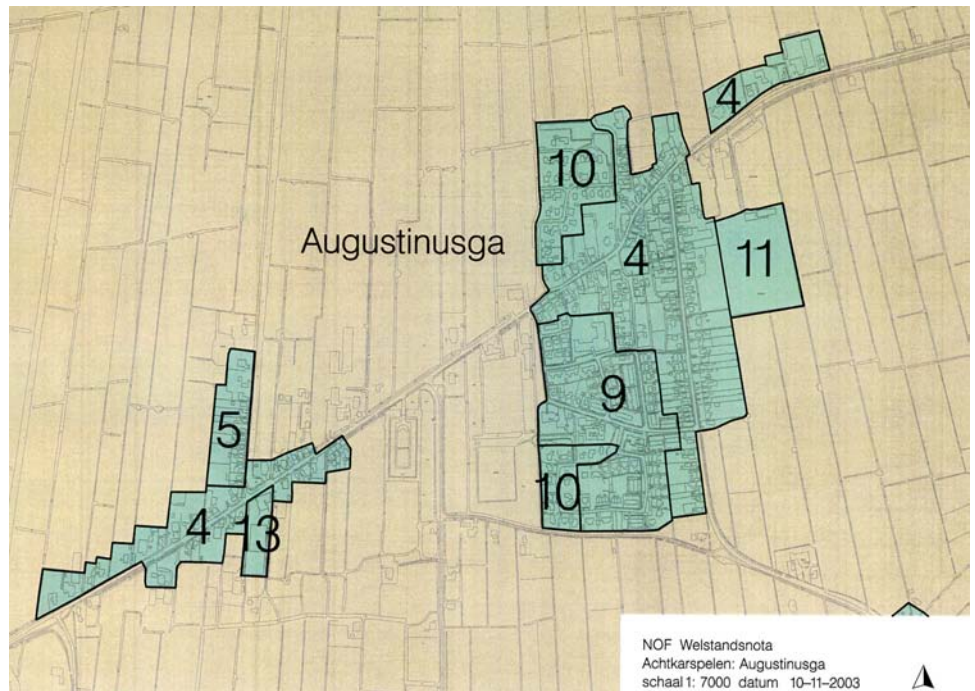 4
10
Augustinusga
4
11
9
5
10
4
13
NOF Welstandsnota
Achtkarspelen: Augustinusga
schaal 1: 7000 datum 10–11–2003